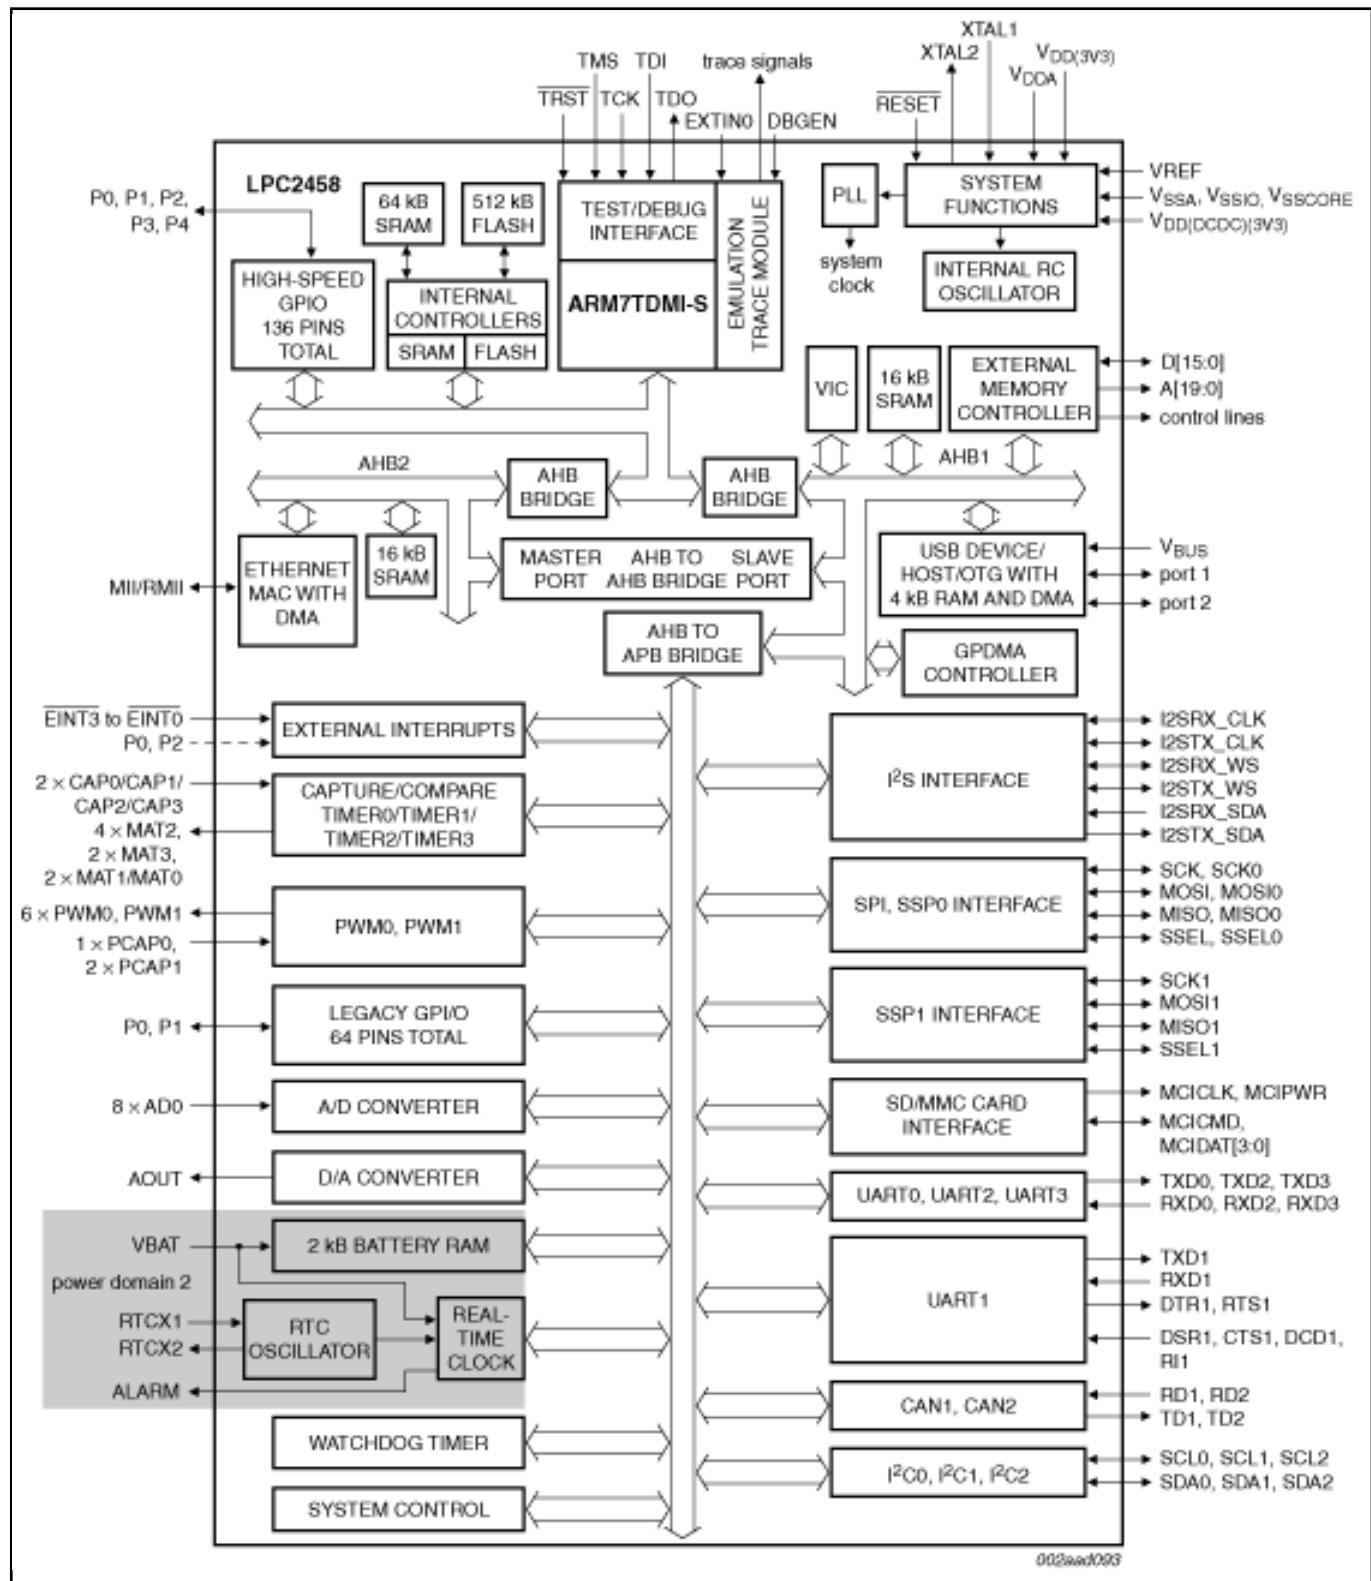 XTAL1
XTAL2
VDD(3V3)
VDDA
TMS TDI trace signals
TRST TCK TDO
EXTIN0 DBGEN
RESET
LPC2458
P0, P1, P2,
P3, P4
64 kB
SRAM
512 kB
FLASH
TEST/DEBUG
INTERFACE
EMULATION
TRACE MODULE
PLL
SYSTEM
FUNCTIONS
VREF
VSSA, VSSIO, VSSCORE
VDD(DCDC)(3V3)
system
clock
INTERNAL RC
OSCILLATOR
HIGH-SPEED
GPIO
136 PINS
TOTAL
INTERNAL
CONTROLLERS
SRAM FLASH
ARM7TDMI-S
VIC
16 kB
SRAM
EXTERNAL
MEMORY
CONTROLLER
D[15:0]
A[19:0]
control lines
AHB2
AHB
BRIDGE
AHB
BRIDGE
AHB1
ETHERNET
MAC WITH
DMA
16 kB
SRAM
MII/RMII
MASTER AHB TO SLAVE
PORT AHB BRIDGE PORT
USB DEVICE/
HOST/OTG WITH
4 kB RAM AND DMA
VBUS
port 1
port 2
AHB TO
APB BRIDGE
GPDMA
CONTROLLER
EINT3 to EINT0
P0, P2
EXTERNAL INTERRUPTS
I2SRX_CLK
I2STX_CLK
I2SRX_WS
I2STX_WS
I2SRX_SDA
I2STX_SDA
I²S INTERFACE
2 × CAP0/CAP1/
CAP2/CAP3
4 × MAT2,
2 × MAT3,
2 × MAT1/MAT0
CAPTURE/COMPARE
TIMER0/TIMER1/
TIMER2/TIMER3
SPI, SSP0 INTERFACE
SCK, SCK0
MOSI, MOSI0
MISO, MISO0
SSEL, SSEL0
6 × PWM0, PWM1
1 × PCAP0,
2 × PCAP1
PWM0, PWM1
SSP1 INTERFACE
SCK1
MOSI1
MISO1
SSEL1
P0, P1
LEGACY GPI/O
64 PINS TOTAL
8 × AD0
A/D CONVERTER
SD/MMC CARD
INTERFACE
MCICLK, MCIPWR
MCICMD,
MCIDAT[3:0]
AOUT
D/A CONVERTER
UART0, UART2, UART3
TXD0, TXD2, TXD3
RXD0, RXD2, RXD3
VBAT
2 kB BATTERY RAM
power domain 2
RTCX1
RTCX2
RTC
OSCILLATOR
REAL-
TIME
CLOCK
ALARM
UART1
TXD1
RXD1
DTR1, RTS1
DSR1, CTS1, DCD1,
RI1
CAN1, CAN2
RD1, RD2
TD1, TD2
WATCHDOG TIMER
I²C0, I²C1, I²C2
SCL0, SCL1, SCL2
SDA0, SDA1, SDA2
SYSTEM CONTROL
002aad093